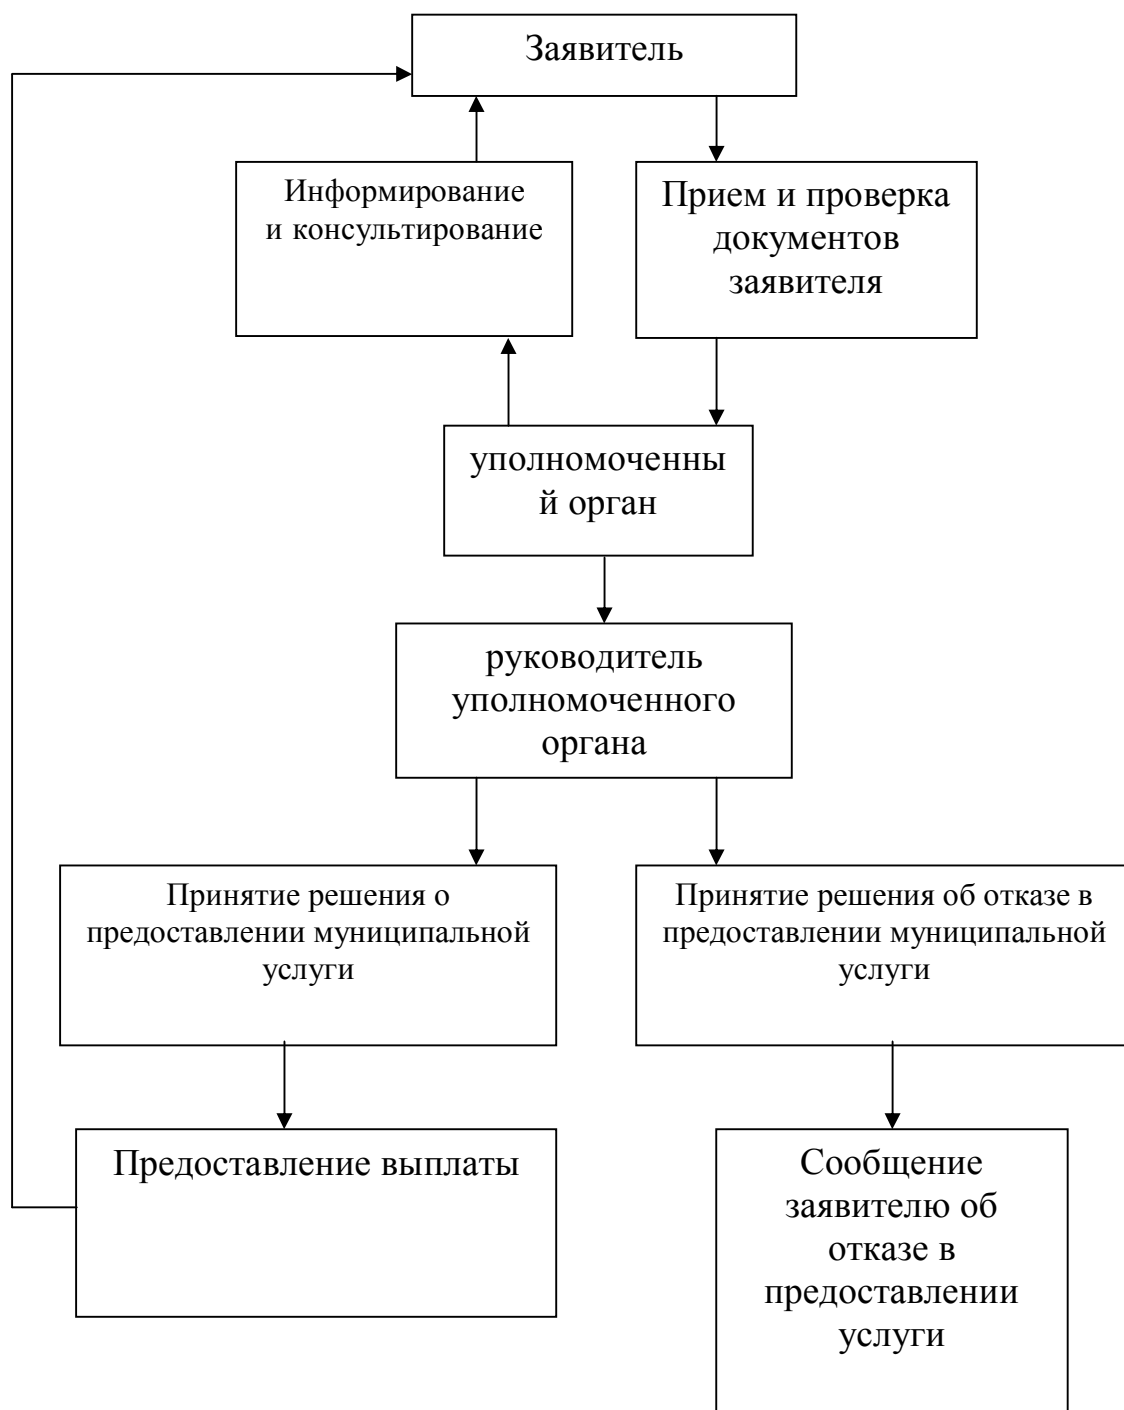 Заявитель
Информирование
и консультирование
Прием и проверка
документов
заявителя
уполномоченны
й орган
руководитель
уполномоченного
органа
Принятие решения о
предоставлении муниципальной
услуги
Принятие решения об отказе в
предоставлении муниципальной
услуги
Предоставление выплаты
Сообщение
заявителю об
отказе в
предоставлении
услуги